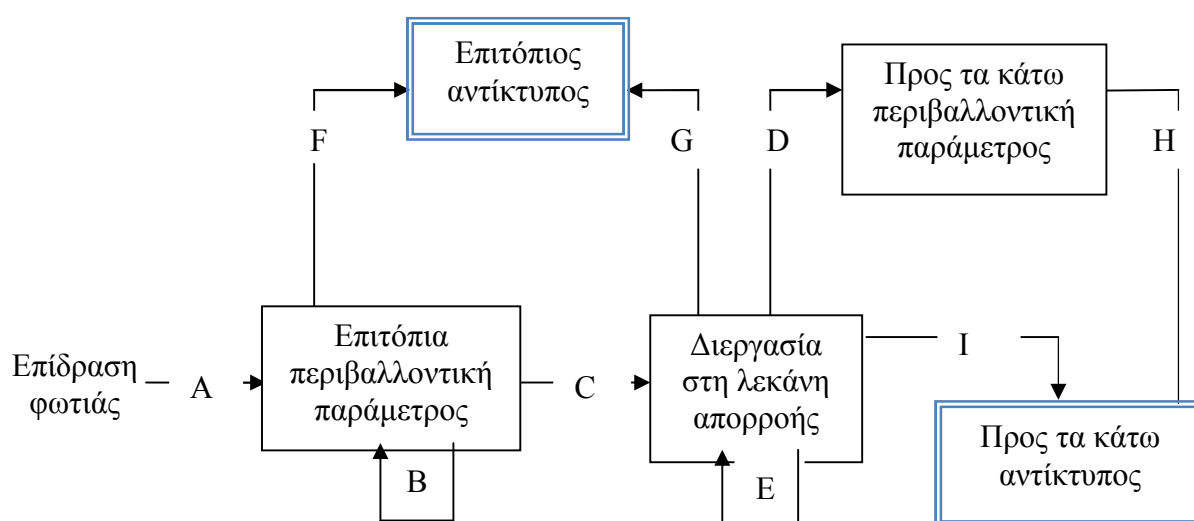 Επιτόπιος
αντίκτυπος
Προς τα κάτω
περιβαλλοντική
παράμετρος
F
G
D
H
Επίδραση
φωτιάς
A
Επιτόπια
περιβαλλοντική
παράμετρος
B
C
Διεργασία
στη λεκάνη
απορροής
E
I
Προς τα κάτω
αντίκτυπος